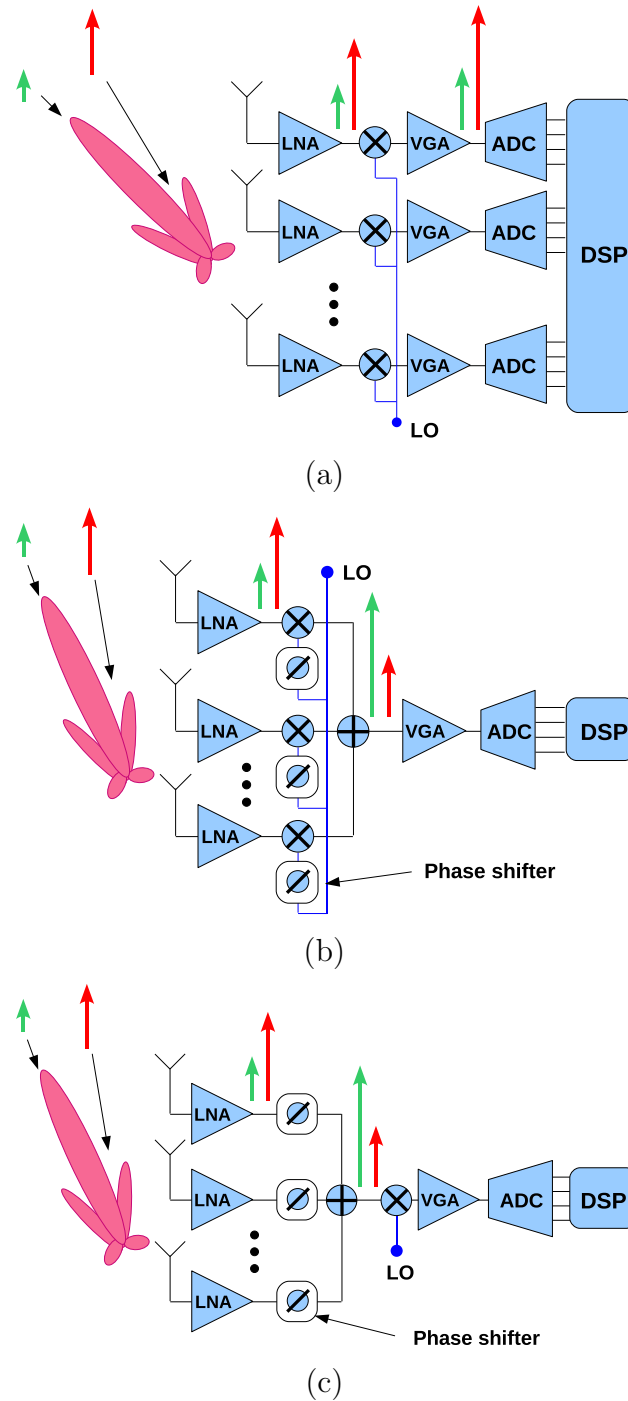 LNA VGA ADC
LNA VGA ADC DSP
LNA VGA ADC
LO
(a)
LO
LNA
LNA VGA ADC DSP
LNA
Phase shifter
(b)
LNA
LNA VGA ADC DSP
LO
LNA
Phase shifter
(c)